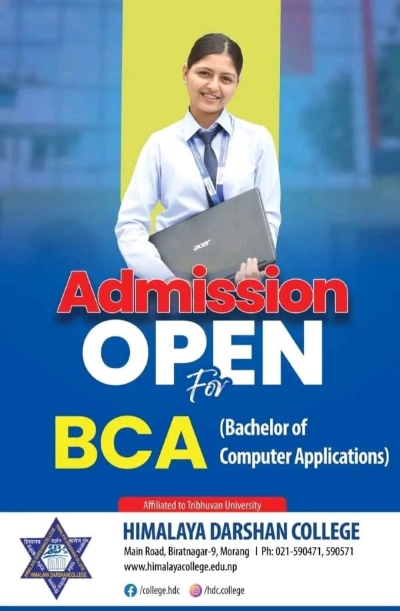 acer
Admission
OPEN
For
BCA (Bachelor of
Computer Applications)
Affiliated to Tribhuvan University
HIMALAYA DARSHAN COLLEGE
Main Road, Biratnagar-9, Morang I Ph: 021-590471, 590571
www.himalayacollege.edu.np
/college.hdc /hdc.college
HIMALAYA DARSHAN COLLEGE